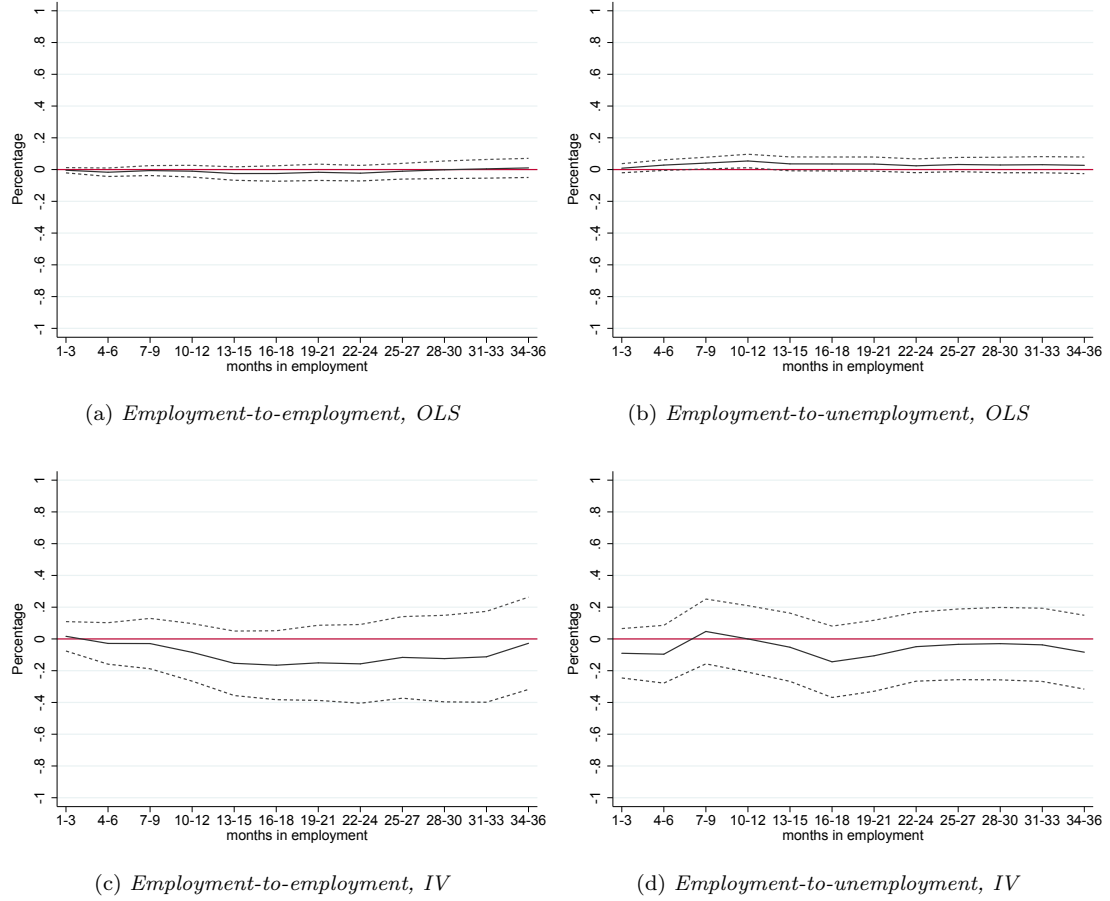 Percentage
1
.8
.6
.4
.2
0
-.2
-.4
-.6
-.8
-1
1-3 4-6 7-9 10-12 13-15 16-18 19-21 22-24 25-27 28-30 31-33 34-36
months in employment
(a) Employment-to-employment, OLS
Percentage
1
.8
.6
.4
.2
0
-.2
-.4
-.6
-.8
-1
1-3 4-6 7-9 10-12 13-15 16-18 19-21 22-24 25-27 28-30 31-33 34-36
months in employment
(b) Employment-to-unemployment, OLS
Percentage
1
.8
.6
.4
.2
0
-.2
-.4
-.6
-.8
-1
1-3 4-6 7-9 10-12 13-15 16-18 19-21 22-24 25-27 28-30 31-33 34-36
months in employment
(c) Employment-to-employment, IV
Percentage
1
.8
.6
.4
.2
0
-.2
-.4
-.6
-.8
-1
1-3 4-6 7-9 10-12 13-15 16-18 19-21 22-24 25-27 28-30 31-33 34-36
months in employment
(d) Employment-to-unemployment, IV